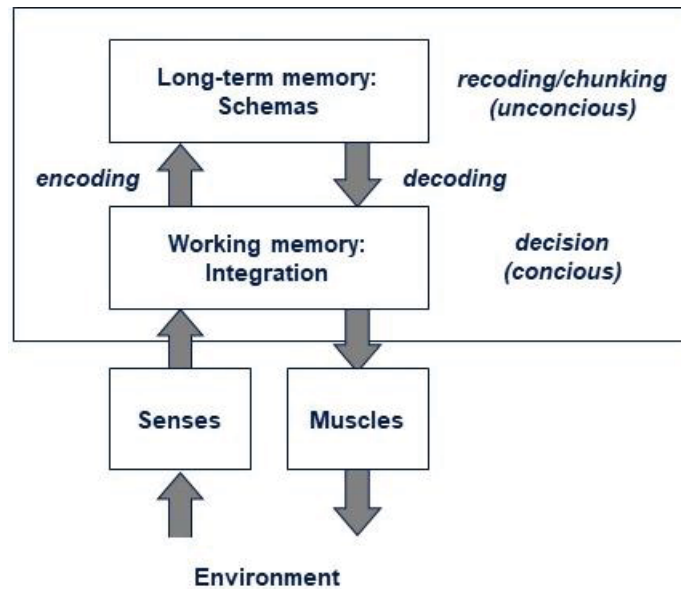 Long-term memory:
Schemas
recoding/chunking
(unconcious)
encoding
decoding
Working memory:
Integration
decision
(concious)
Senses
Muscles
Environment